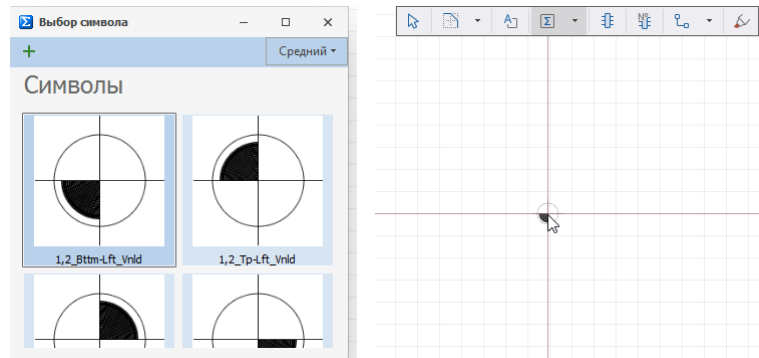 Выбор символа
Средний
Символы
1,2_Bttm-Lft_Vnld
1,2_Tp-Lft_Vnld